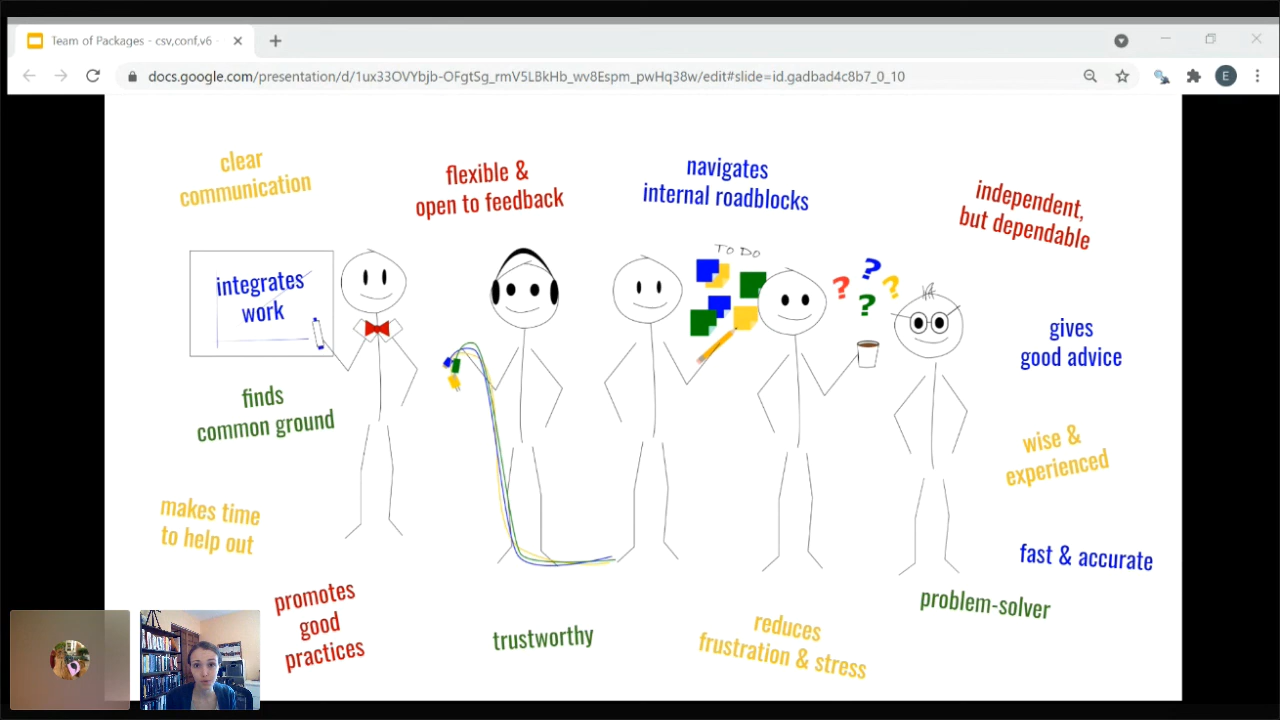 Team of Packages - csv,conf,v6 -
docs.google.com/presentation/d/1ux33OVYbjb-OFgtSg_rmV5LBkHb_wv8Espm_pwHq38w/edit#slide=id.gadbad4c8b7_0_10
E
clear
communication
flexible &
open to feedback
navigates
internal roadblocks
independent,
but dependable
TO DO
integrates
work
? ? ? ?
gives
good advice
finds
common ground
wise &
experienced
makes time
to help out
fast & accurate
promotes
good
practices
trustworthy
reduces
frustration & stress
problem-solver